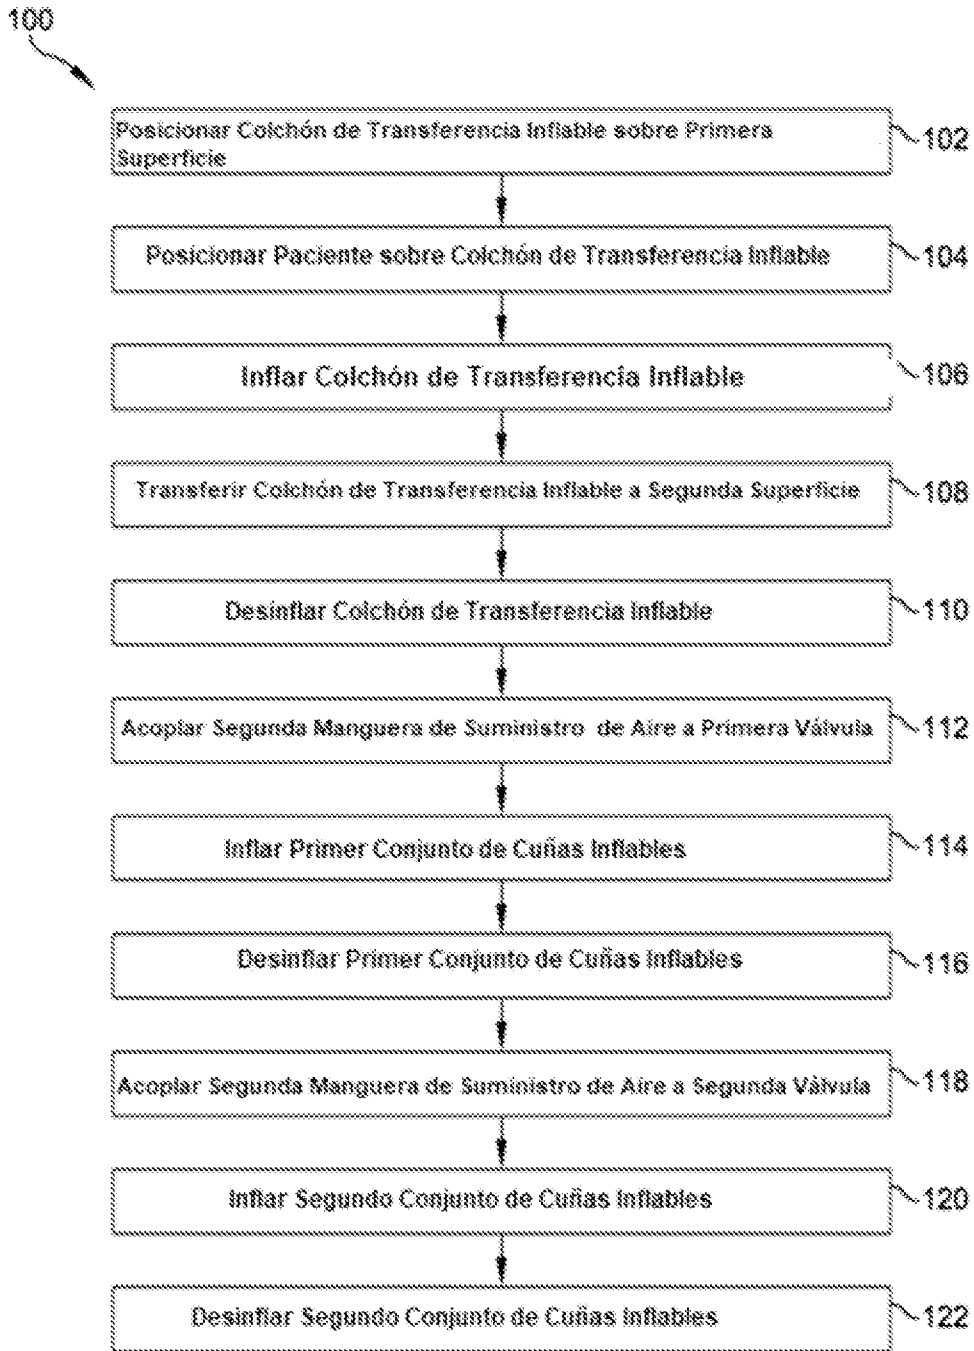 100
Posicionar Colchón de Transferencia Inflable sobre Primera
Superficie
102
Posicionar Paciente sobre Colchón de Transferencia Inflable
104
Inflar Colchón de Transferencia Inflable
106
Transferir Colchón de Transferencia Inflable a Segunda Superficie
108
Desinflar Colchón de Transferencia Inflable
110
Acoplar Segunda Manguera de Suministro de Aire a Primera Válvula
112
Inflar Primer Conjunto de Cuñas Inflables
114
Desinflar Primer Conjunto de Cuñas Inflables
116
Acoplar Segunda Manguera de Suministro de Aire a Segunda Válvula
118
Inflar Segundo Conjunto de Cuñas Inflables
120
Desinflar Segundo Conjunto de Cuñas Inflables
122